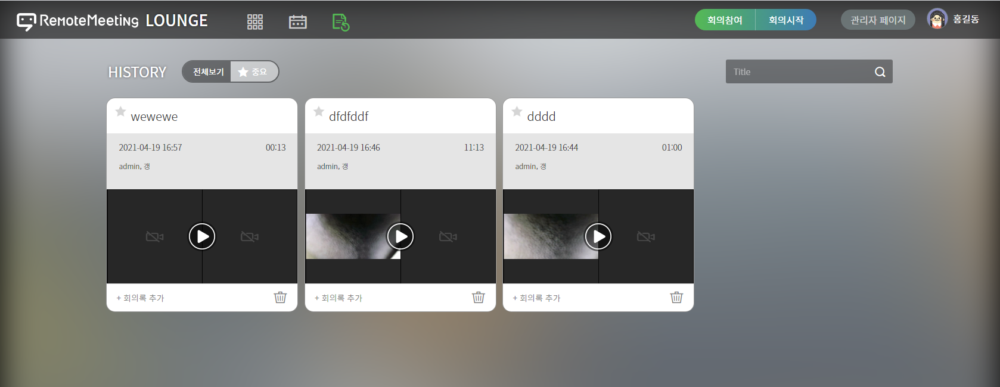 RemoteMeeting LOUNGE
회의참여 회의시작 관리자 페이지 홍길동
HISTORY 전체보기 중요 Title
wewewe
2021-04-19 16:57 00:13
admin, 갱
+ 회의록 추가
dfdfddf
2021-04-19 16:46 11:13
admin, 갱
+ 회의록 추가
dddd
2021-04-19 16:44 01:00
admin, 갱
+ 회의록 추가